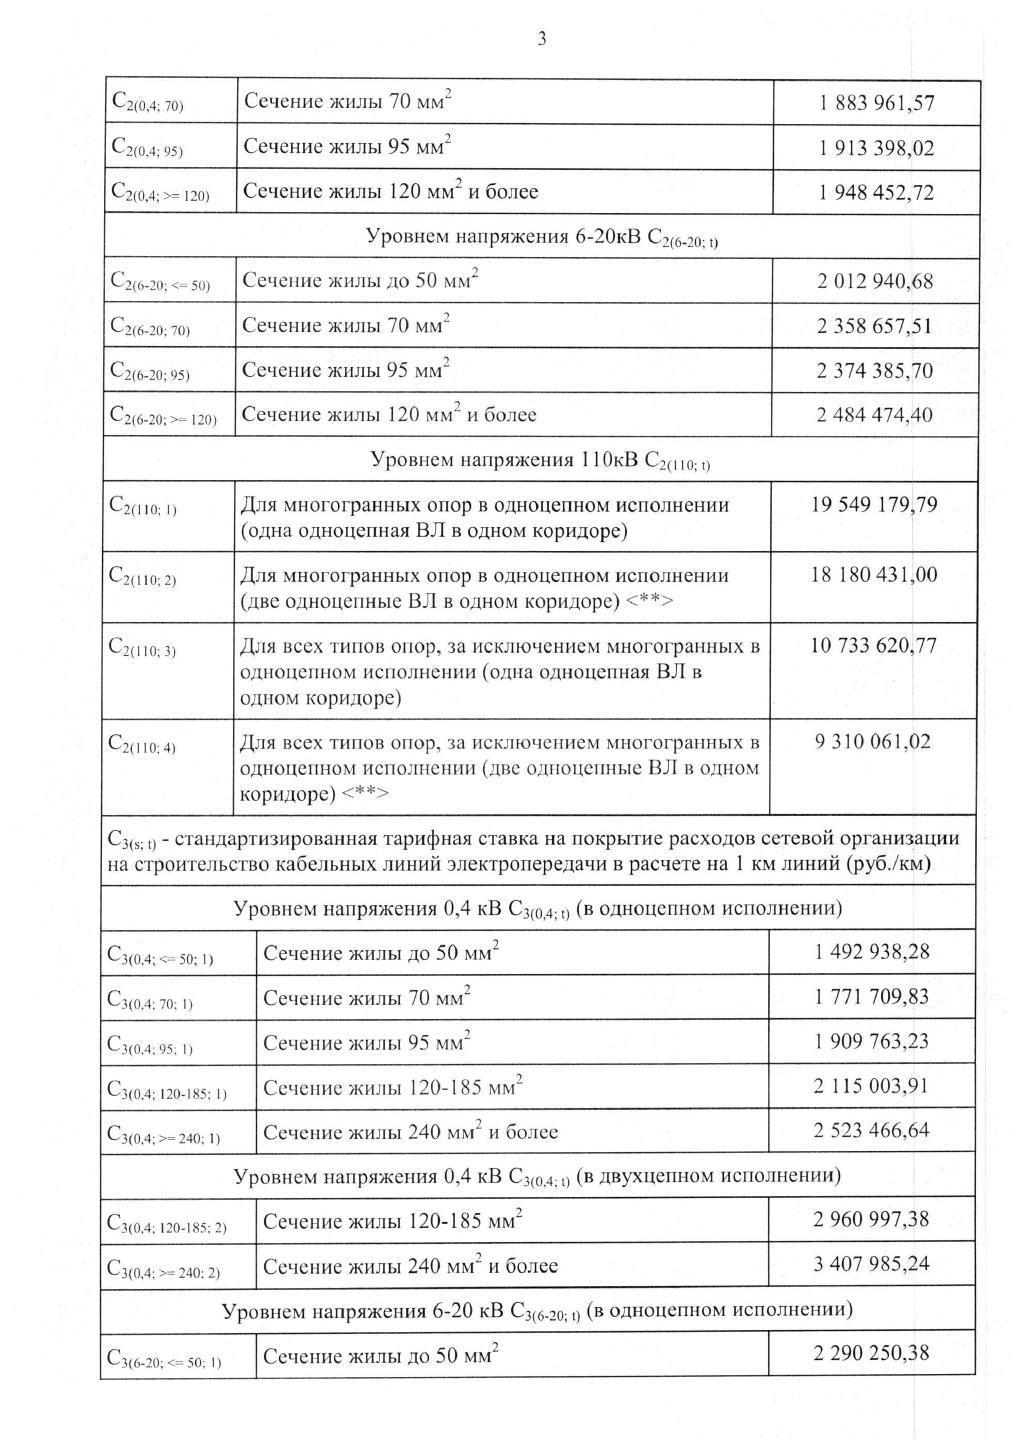 3
C2(0,4; 70) Сечение жилы 70 мм2 1 883 961,57
C2(0,4; 95) Сечение жилы 95 мм2 1 913 398,02
C2(0,4; >= 120) Сечение жилы 120 мм2 и более 1 948 452,72
Уровнем напряжения 6-20кВ C2(6-20; t)
C2(6-20; <= 50) Сечение жилы до 50 мм2 2 012 940,68
C2(6-20; 70) Сечение жилы 70 мм2 2 358 657,51
C2(6-20; 95) Сечение жилы 95 мм2 2 374 385,70
C2(6-20; >= 120) Сечение жилы 120 мм2 и более 2 484 474,40
Уровнем напряжения 110кВ C2(110; t)
C2(110; 1) Для многогранных опор в одноцепном исполнении 19 549 179,79
(одна одноцепная ВЛ в одном коридоре)
C2(110; 2) Для многогранных опор в одноцепном исполнении 18 180 431,00
(две одноцепные ВЛ в одном коридоре) <**>
C2(110; 3) Для всех типов опор, за исключением многогранных в 10 733 620,77
одноцепном исполнении (одна одноцепная ВЛ в
одном коридоре)
C2(110; 4) Для всех типов опор, за исключением многогранных в 9 310 061,02
одноцепном исполнении (две одноцепные ВЛ в одном
коридоре) <**>
C3(s; t) - стандартизированная тарифная ставка на покрытие расходов сетевой организации
на строительство кабельных линий электропередачи в расчете на 1 км линий (руб./км)
Уровнем напряжения 0,4 кВ C3(0,4; t) (в одноцепном исполнении)
C3(0,4; <= 50; 1) Сечение жилы до 50 мм2 1 492 938,28
C3(0,4; 70; 1) Сечение жилы 70 мм2 1 771 709,83
C3(0,4; 95; 1) Сечение жилы 95 мм2 1 909 763,23
C3(0,4; 120-185; 1) Сечение жилы 120-185 мм2 2 115 003,91
C3(0,4; >= 240; 1) Сечение жилы 240 мм2 и более 2 523 466,64
Уровнем напряжения 0,4 кВ C3(0,4; t) (в двухцепном исполнении)
C3(0,4; 120-185; 2) Сечение жилы 120-185 мм2 2 960 997,38
C3(0,4; >= 240; 2) Сечение жилы 240 мм2 и более 3 407 985,24
Уровнем напряжения 6-20 кВ C3(6-20; t) (в одноцепном исполнении)
C3(6-20; <= 50; 1) Сечение жилы до 50 мм2 2 290 250,38